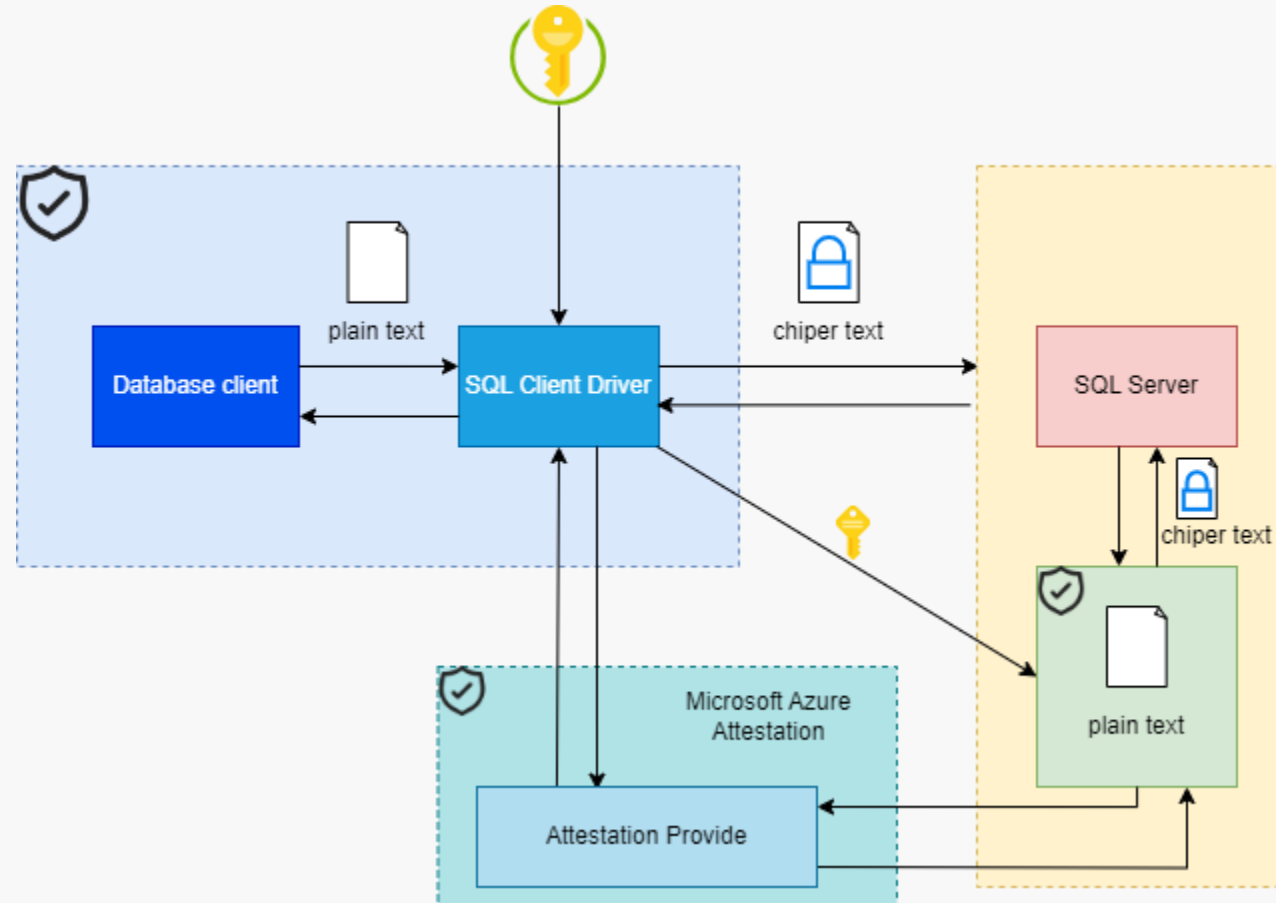 plain text
chiper text
Database client
SQL Client Driver
SQL Server
chiper text
Microsoft Azure
Attestation
plain text
Attestation Provide